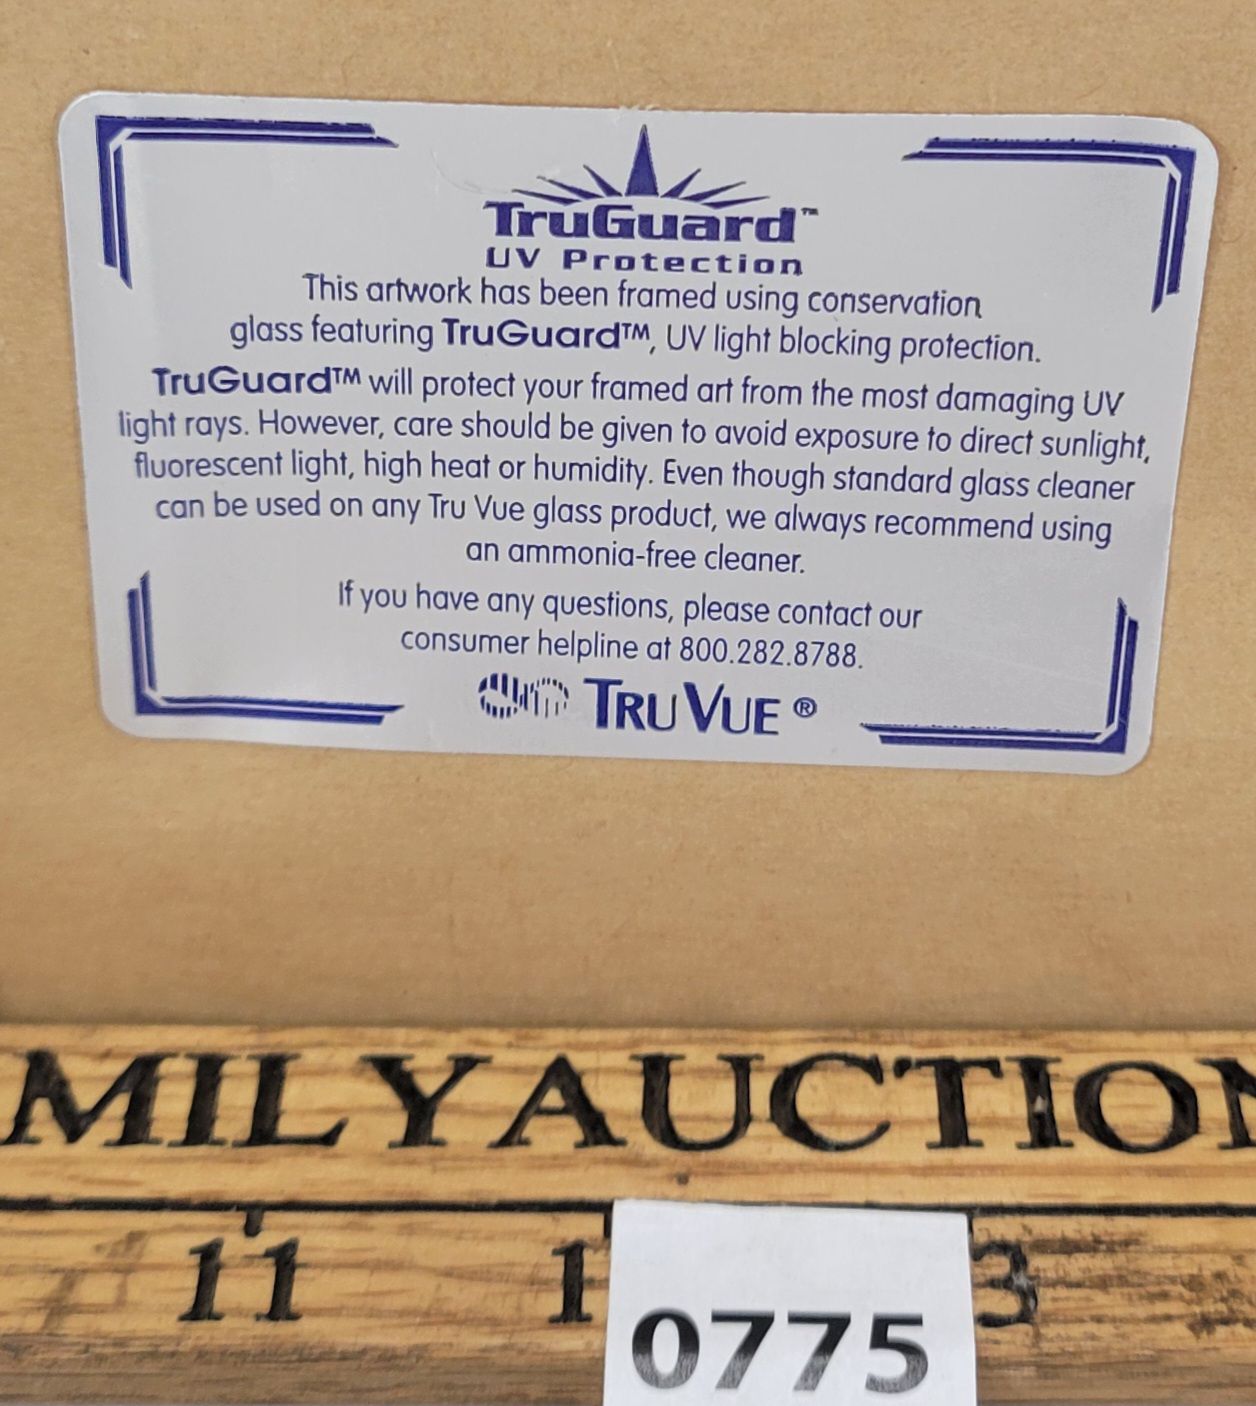 TruGuard™
UV Protection
This artwork has been framed using conservation
glass featuring TruGuard™, UV light blocking protection.
TruGuard™ will protect your framed art from the most damaging UV
light rays. However, care should be given to avoid exposure to direct sunlight,
fluorescent light, high heat or humidity. Even though standard glass cleaner
can be used on any Tru Vue glass product, we always recommend using
an ammonia-free cleaner.
If you have any questions, please contact our
consumer helpline at 800.282.8788.
TRU VUE ®
MILY AUCTION
11 1 3
0775